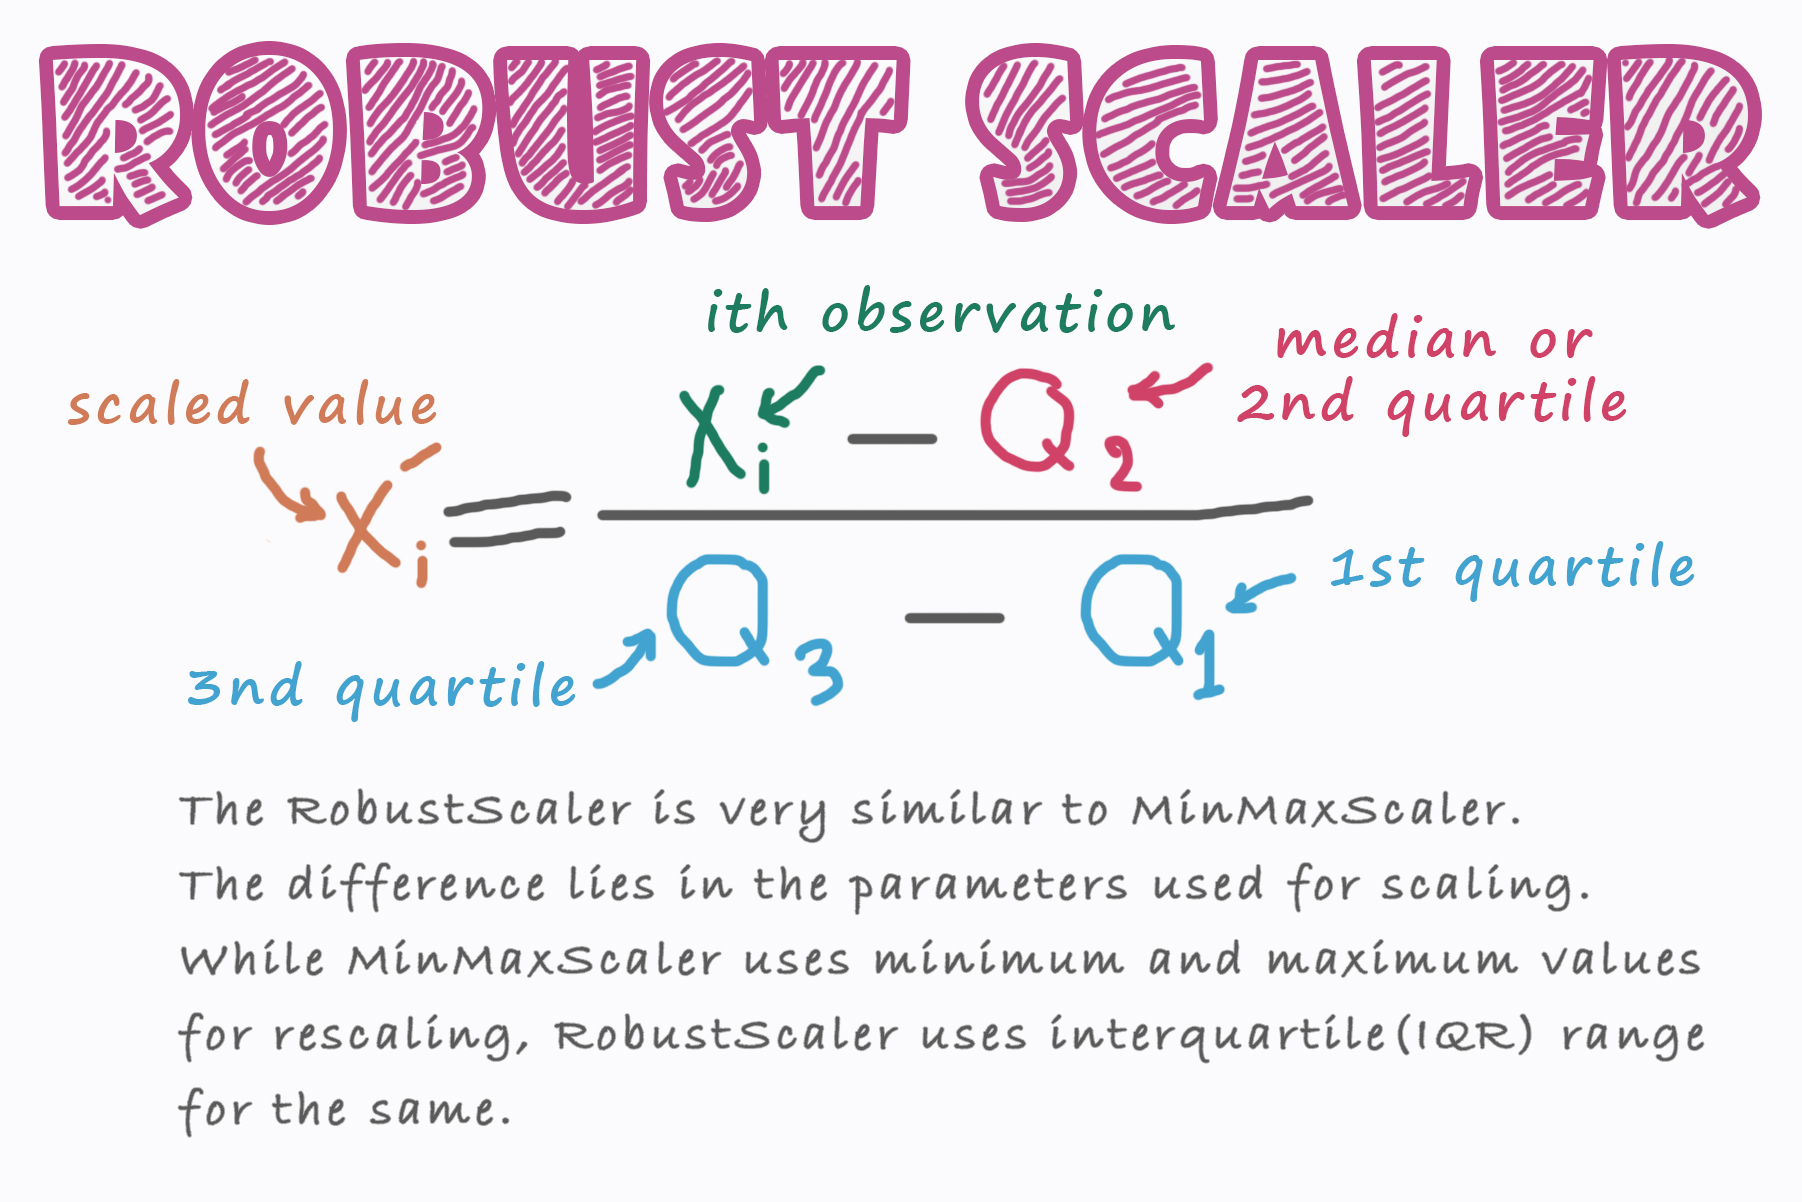 ROBUST SCALER
ith observation
median or
2nd quartile
scaled value
X′i = Xi − Q2
Q3 − Q1
1st quartile
3nd quartile
The RobustScaler is very similar to MinMaxScaler.
The difference lies in the parameters used for scaling.
While MinMaxScaler uses minimum and maximum values
for rescaling, RobustScaler uses interquartile(IQR) range
for the same.